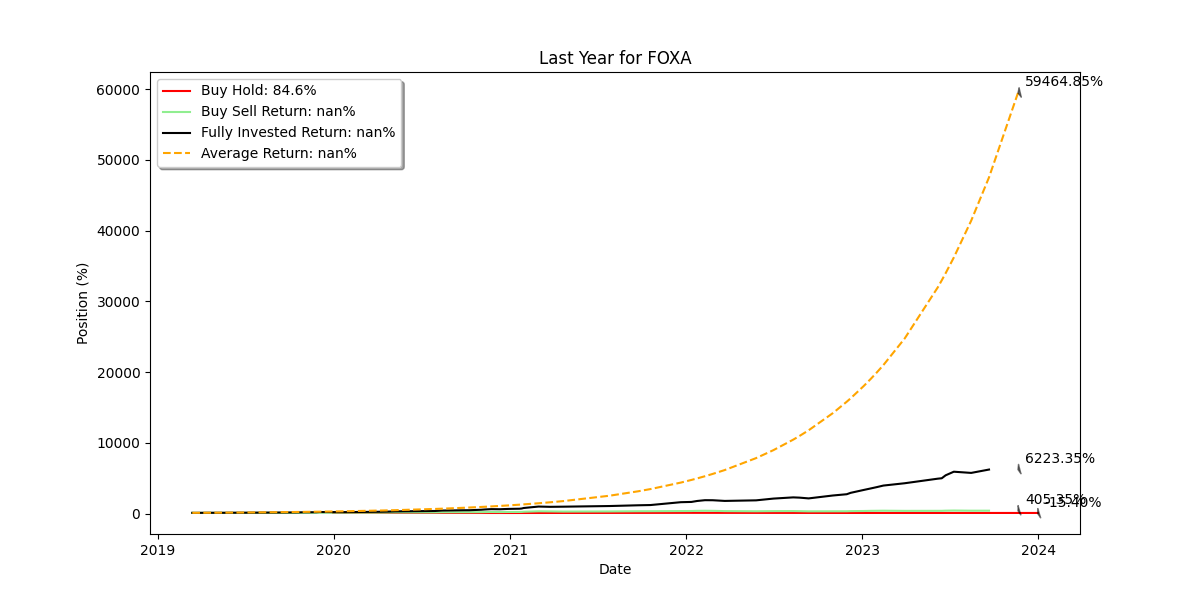 Last Year for FOXA
Buy Hold: 84.6%
Buy Sell Return: nan%
Fully Invested Return: nan%
Average Return: nan%
59464.85%
6223.35%
405.35%
-15.40%
60000
50000
40000
30000
20000
10000
0
Position (%)
2019
2020
2021
2022
2023
2024
Date